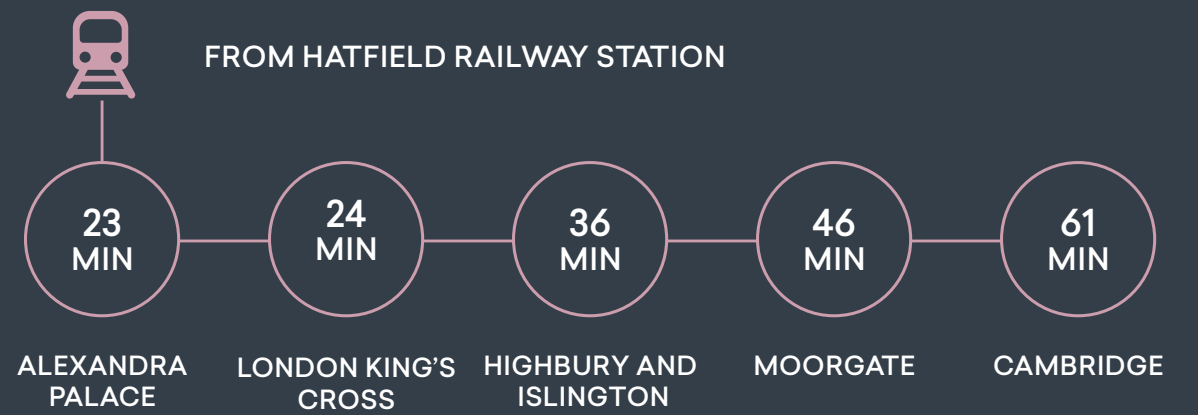 FROM HATFIELD RAILWAY STATION
23
MIN
24
MIN
36
MIN
46
MIN
61
MIN
ALEXANDRA
PALACE
LONDON KING'S
CROSS
HIGHBURY AND
ISLINGTON
MOORGATE
CAMBRIDGE